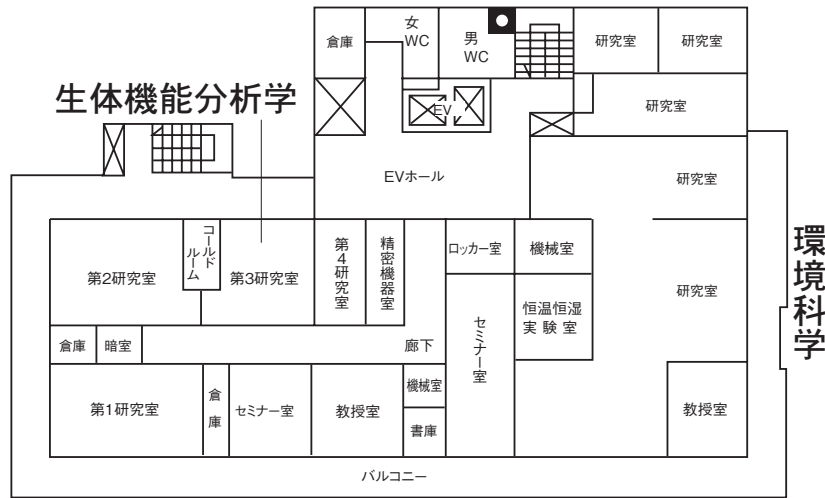 倉庫
女
WC
男
WC
研究室
研究室
生体機能分析学
EV
研究室
EVホール
研究室
環境科学
第2研究室
コールド
ルーム
第3研究室
第4研究室
精密機器室
ロッカー室
機械室
研究室
恒温恒湿
実験室
セミナー室
倉庫
暗室
廊下
第1研究室
倉庫
セミナー室
教授室
機械室
書庫
教授室
バルコニー